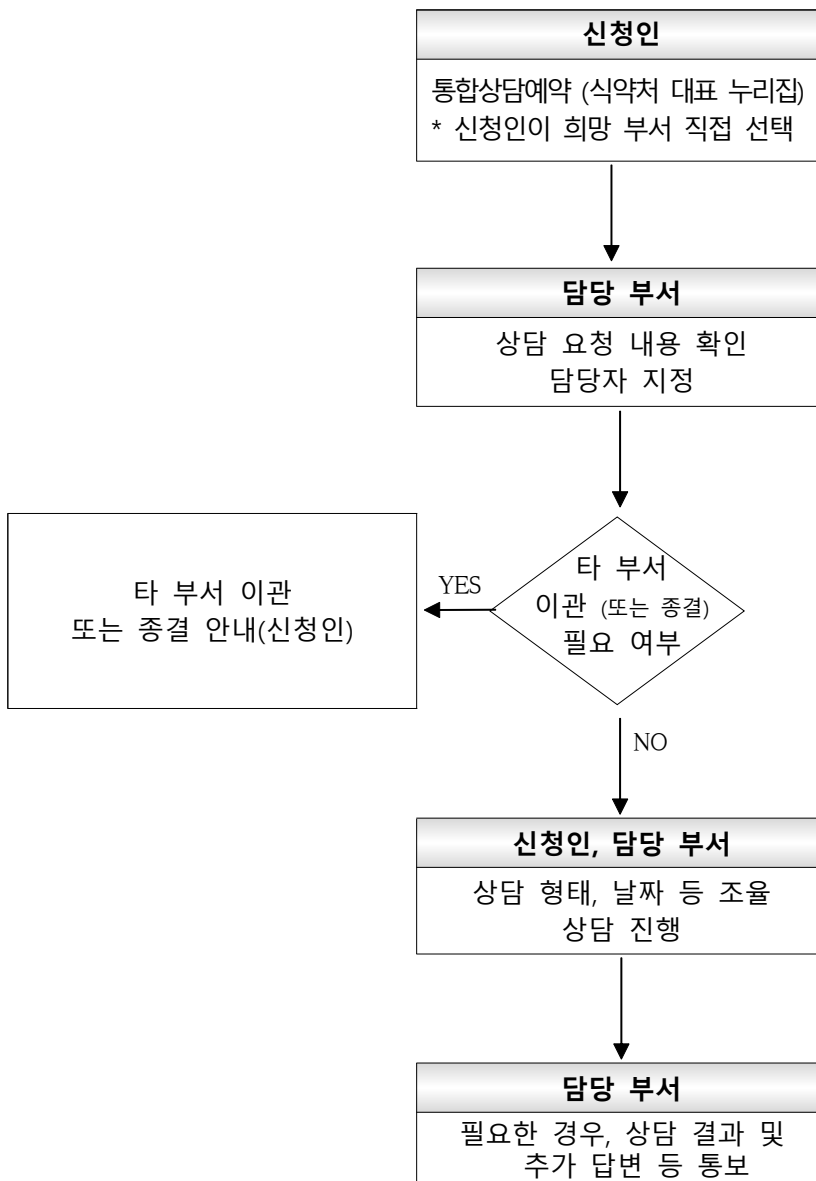 신청인
통합상담예약 (식약처 대표 누리집)
* 신청인이 희망 부서 직접 선택
담당 부서
상담 요청 내용 확인
담당자 지정
타 부서
이관 (또는 종결)
필요 여부
YES
타 부서 이관
또는 종결 안내(신청인)
NO
신청인, 담당 부서
상담 형태, 날짜 등 조율
상담 진행
담당 부서
필요한 경우, 상담 결과 및
추가 답변 등 통보